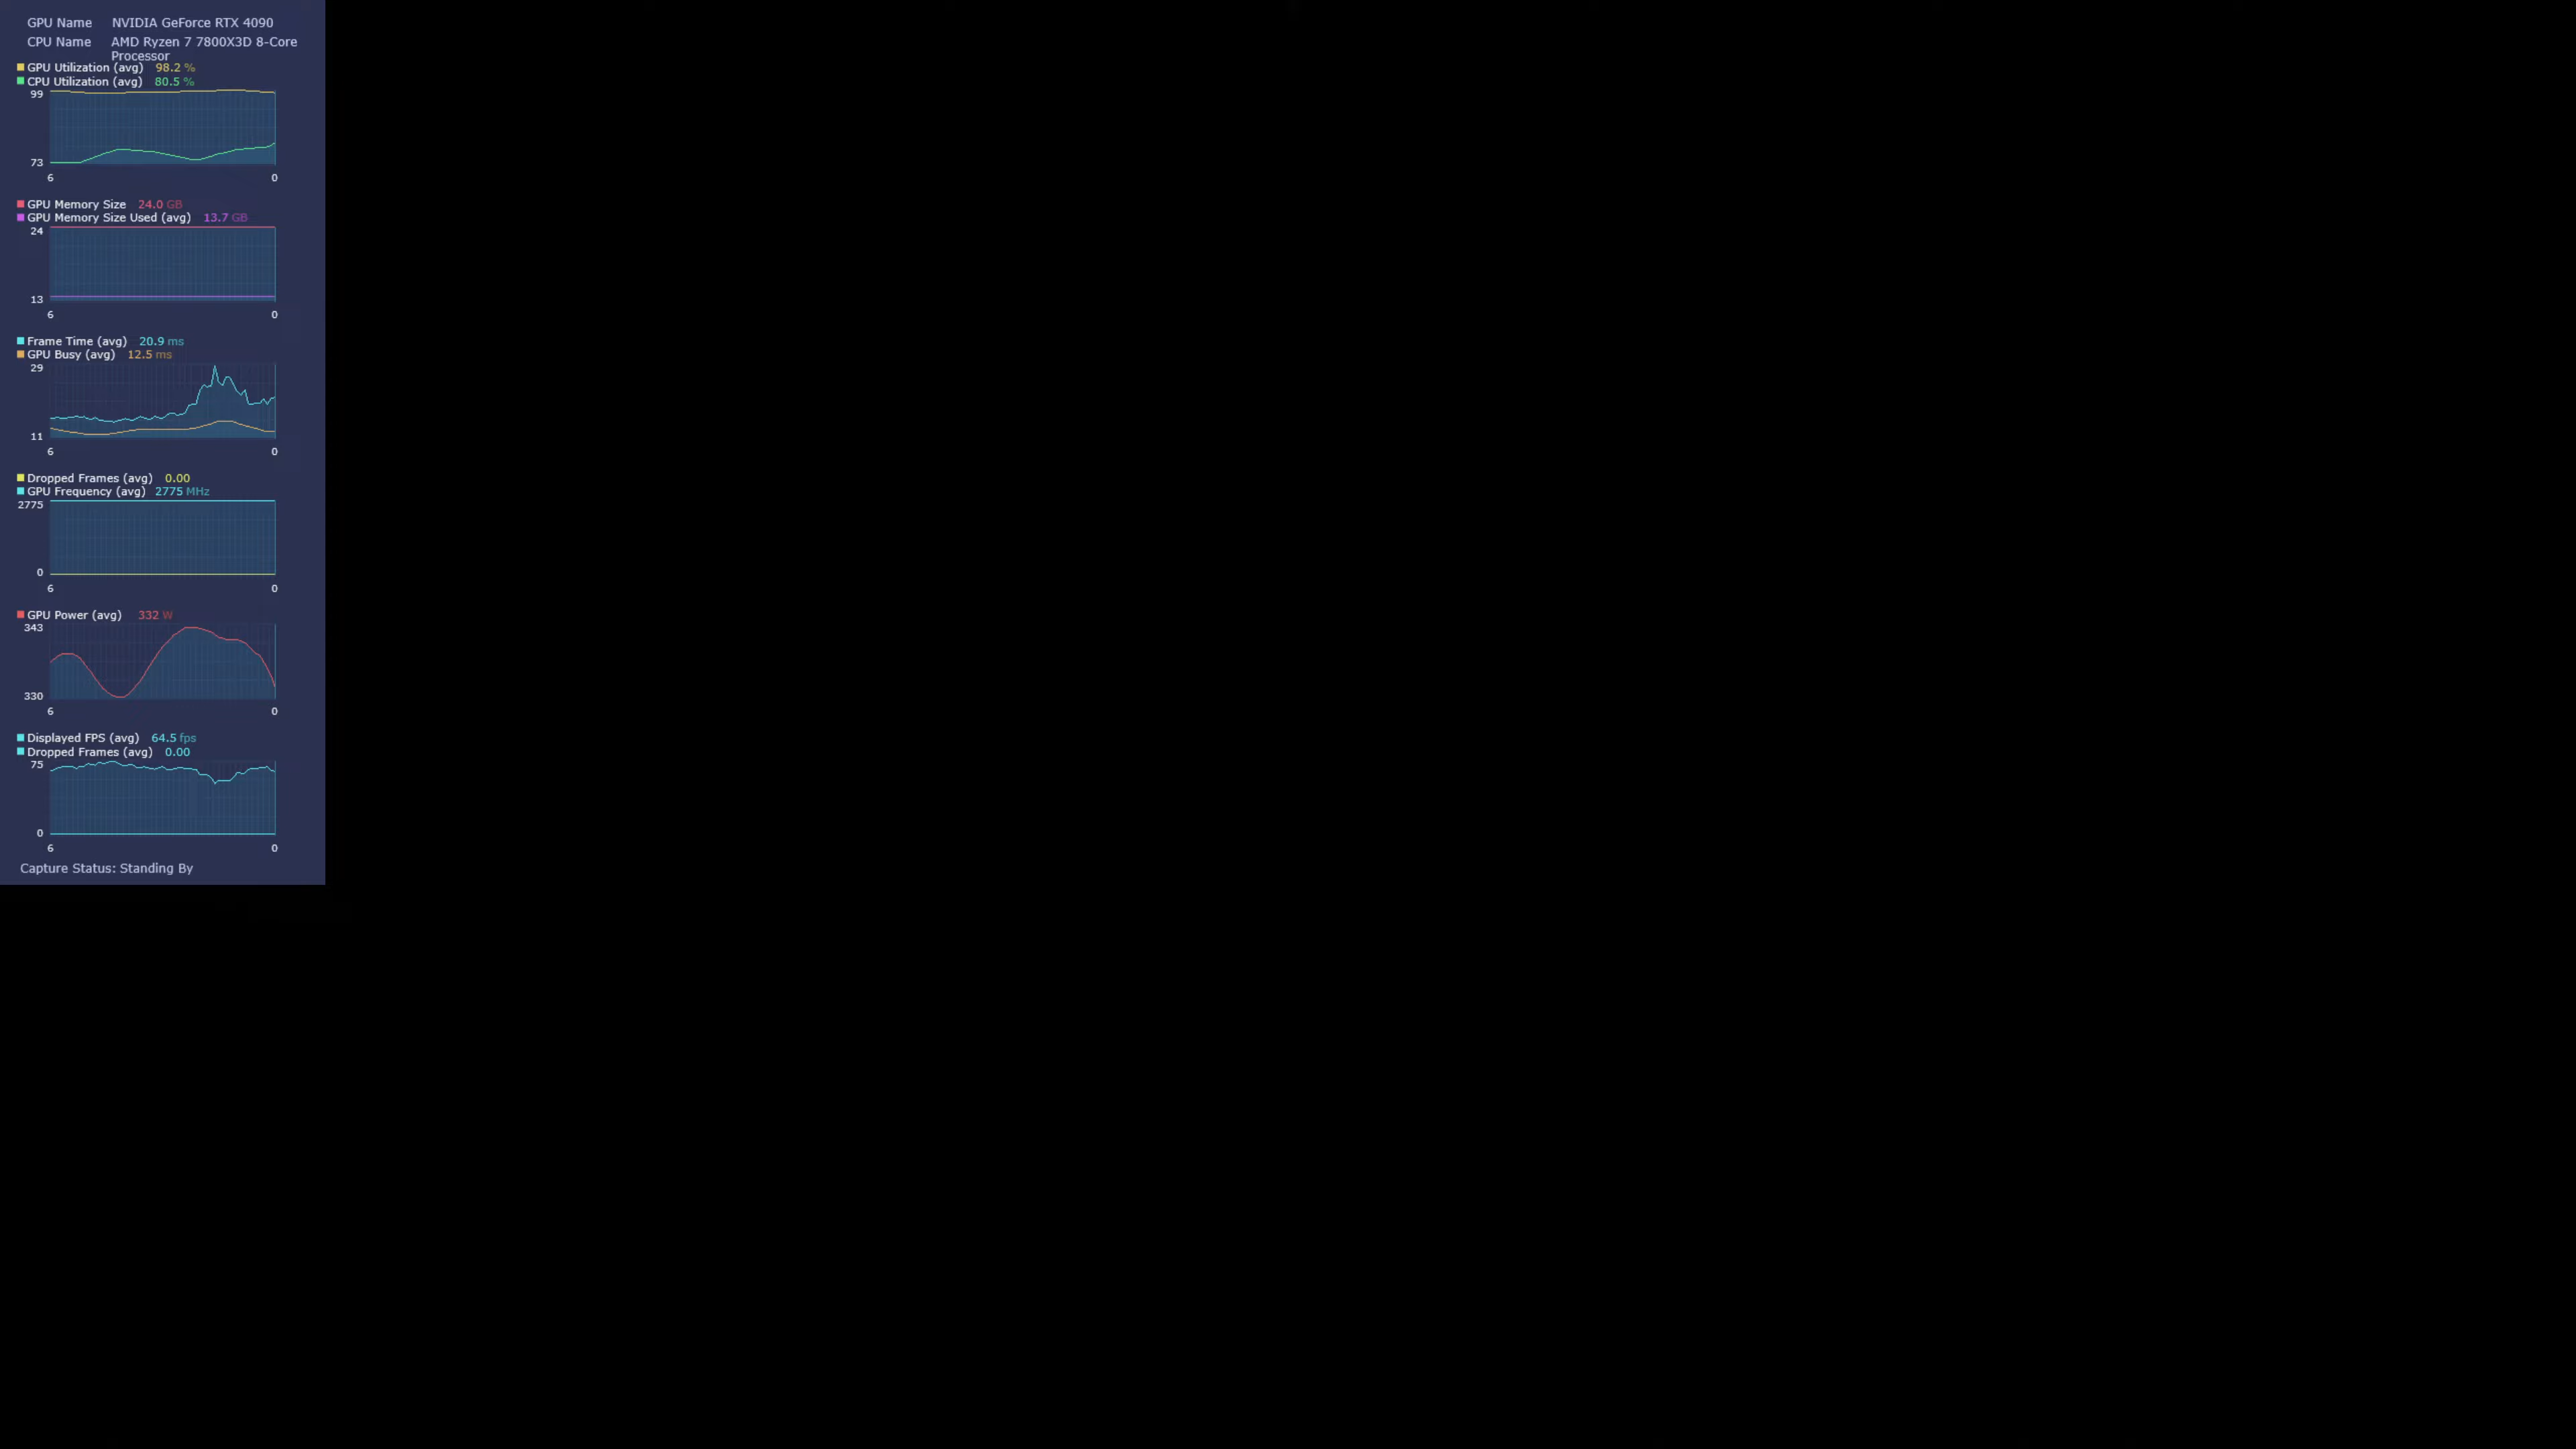 GPU Name NVIDIA GeForce RTX 4090
CPU Name AMD Ryzen 7 7800X3D 8-Core
Processor
GPU Utilization (avg) 98.2 %
CPU Utilization (avg) 80.5 %
99
73
6 0
GPU Memory Size 24.0 GB
GPU Memory Size Used (avg) 13.7 GB
24
13
6 0
Frame Time (avg) 20.9 ms
GPU Busy (avg) 12.5 ms
29
11
6 0
Dropped Frames (avg) 0.00
GPU Frequency (avg) 2775 MHz
2775
0
6 0
GPU Power (avg) 332 W
343
330
6 0
Displayed FPS (avg) 64.5 fps
Dropped Frames (avg) 0.00
75
0
6 0
Capture Status: Standing By